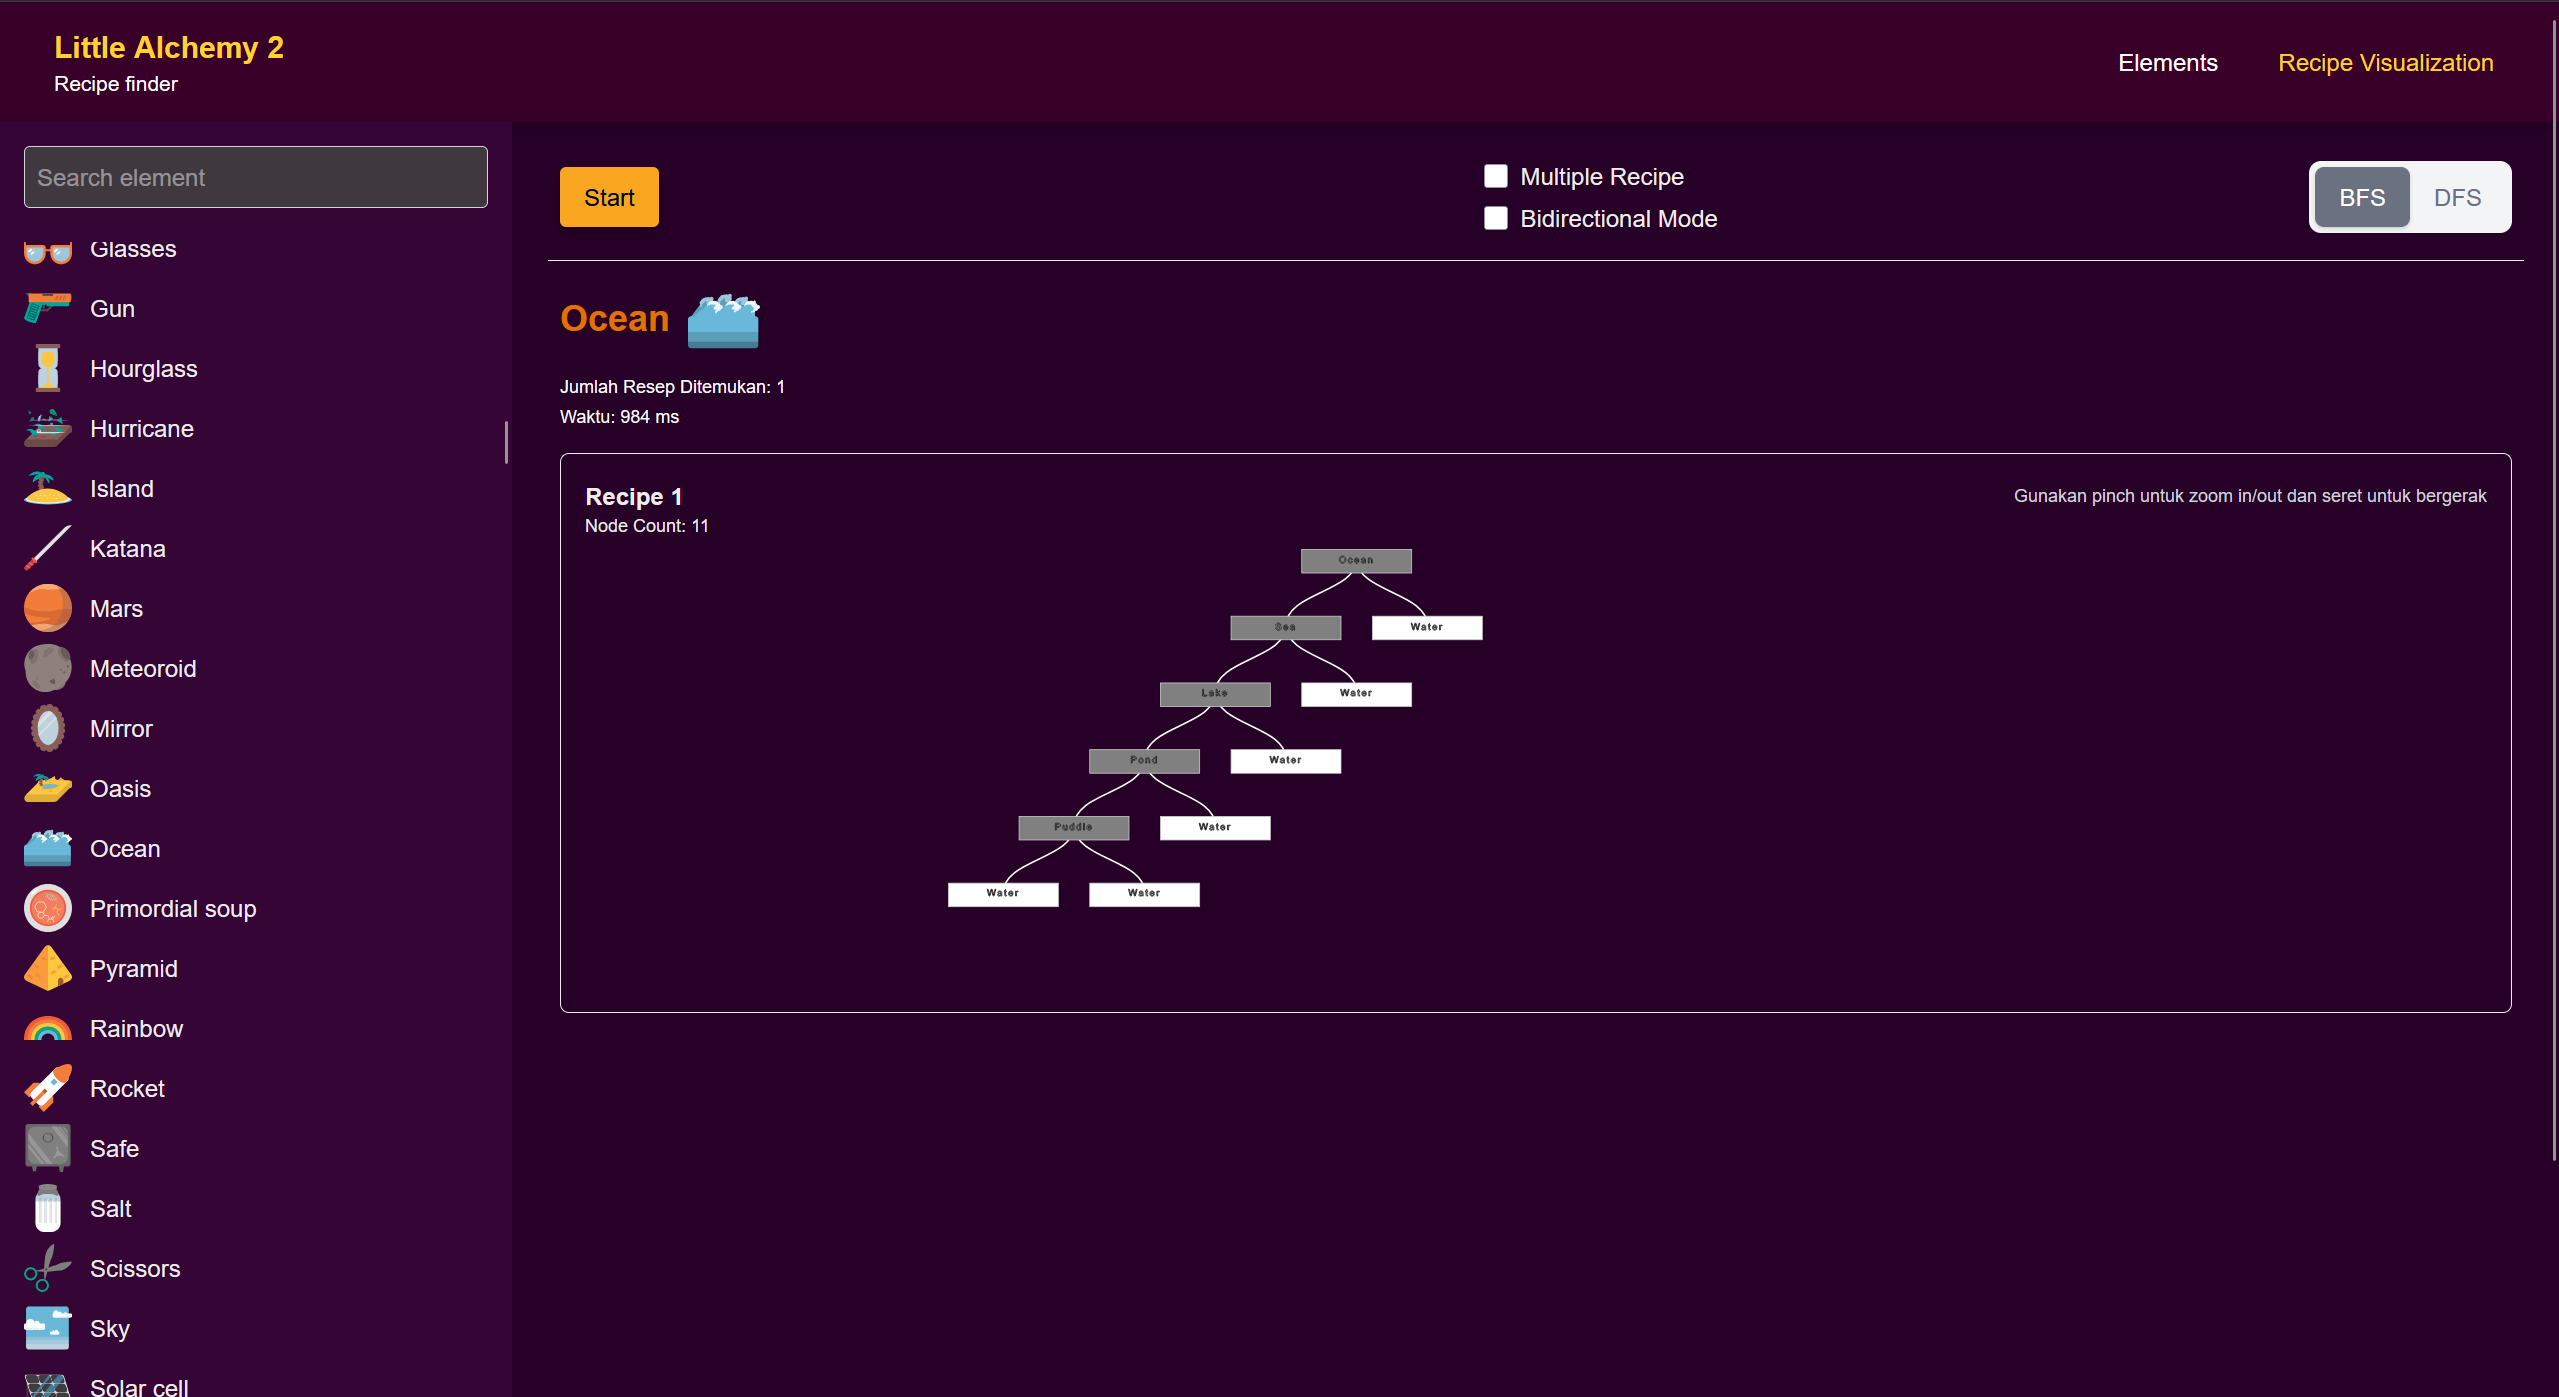 Little Alchemy 2
Recipe finder
Elements
Recipe Visualization
Search element
Glasses
Gun
Hourglass
Hurricane
Island
Katana
Mars
Meteoroid
Mirror
Oasis
Ocean
Primordial soup
Pyramid
Rainbow
Rocket
Safe
Salt
Scissors
Sky
Solar cell
Start
Multiple Recipe
Bidirectional Mode
BFS
DFS
Ocean
Jumlah Resep Ditemukan: 1
Waktu: 984 ms
Recipe 1
Node Count: 11
Gunakan pinch untuk zoom in/out dan seret untuk bergerak
Ocean
Sea
Water
Lake
Water
Pond
Water
Puddle
Water
Water
Water